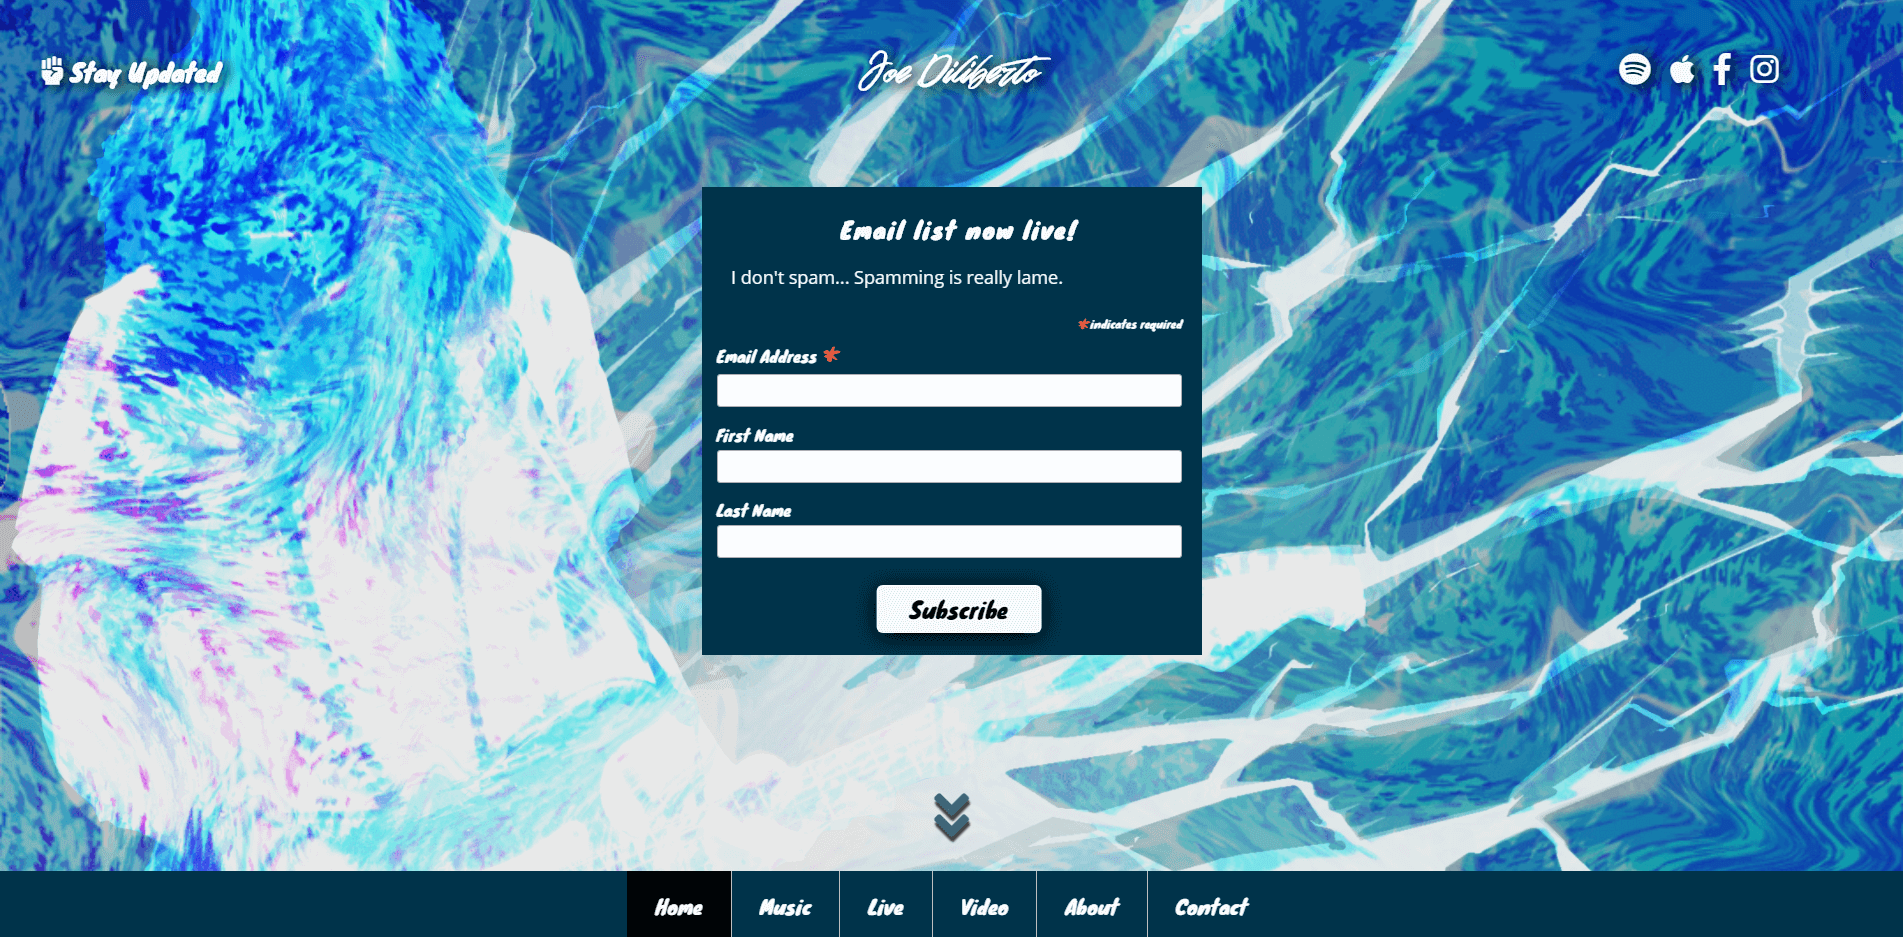 Stay Updated
Joe Diliberto
Email list now live!
I don't spam... Spamming is really lame.
*indicates required
Email Address *
First Name
Last Name
Subscribe
Home
Music
Live
Video
About
Contact